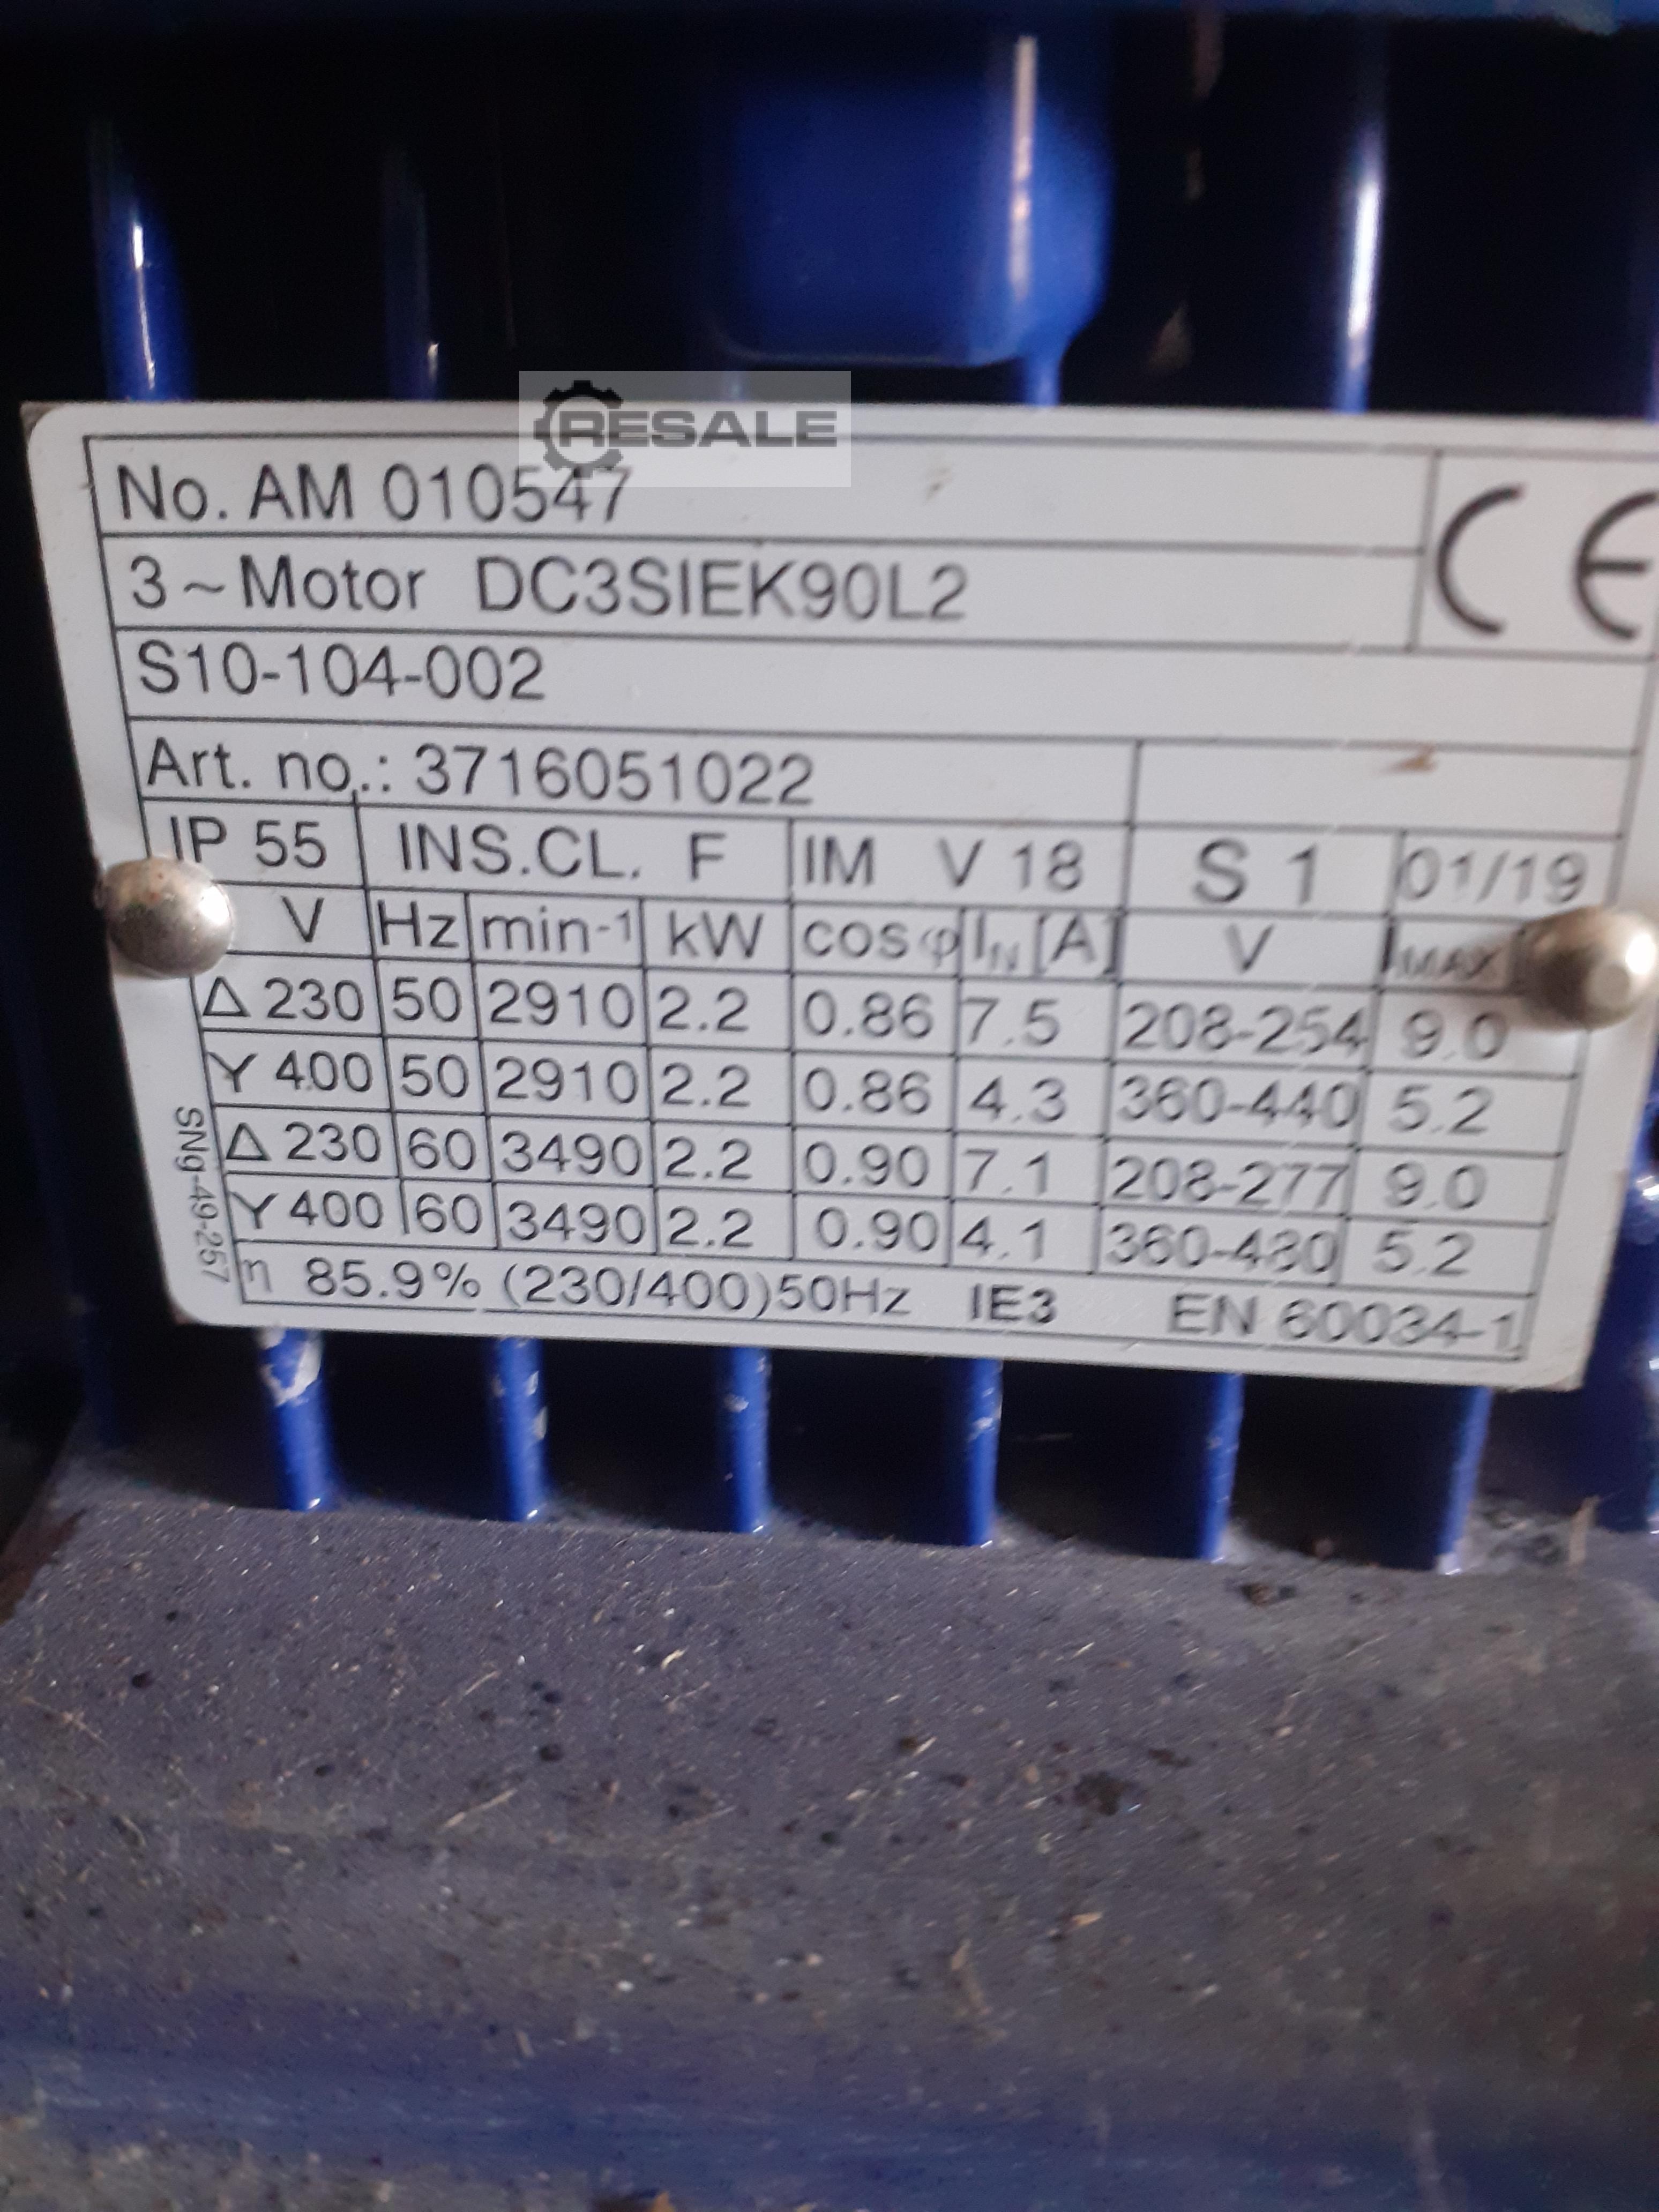 RESALE
No. AM 010547
CE
3~Motor DC3SIEK90L2
S10-104-002
Art. no.: 3716051022
IP 55 INS.CL. F IM V 18 S 1 01/19
V Hz min-1 kW cosφ IN [A] V IMAX
Δ 230 50 2910 2.2 0.86 7.5 208-254 9.0
Y 400 50 2910 2.2 0.86 4.3 360-440 5.2
Δ 230 60 3490 2.2 0.90 7.1 208-277 9.0
Y 400 60 3490 2.2 0.90 4.1 360-480 5.2
η 85.9% (230/400)50Hz IE3 EN 60034-1
SNg-49-257